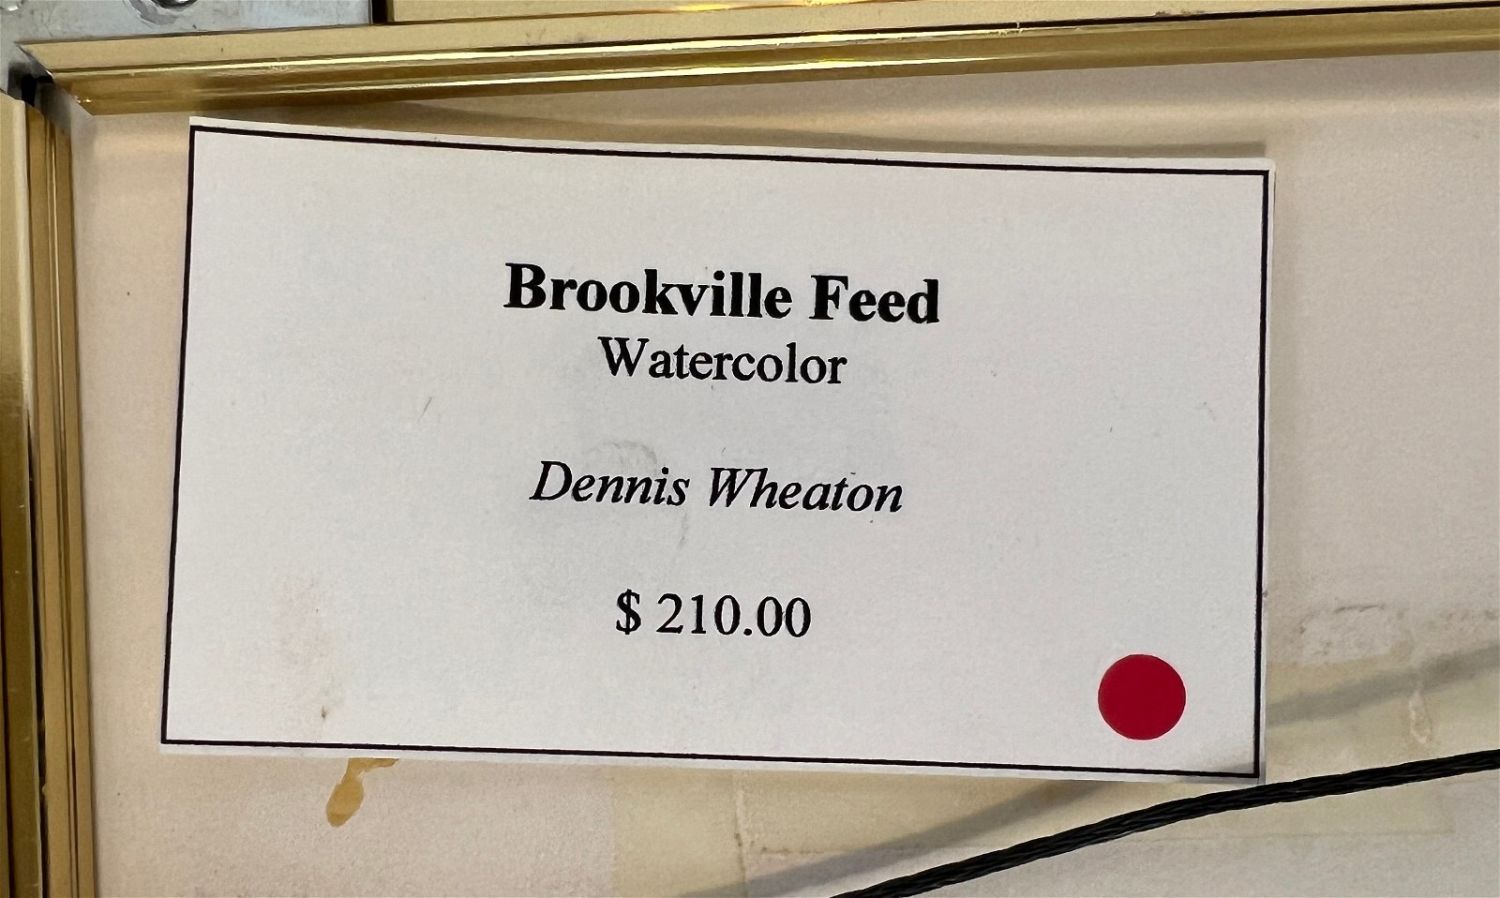 Brookville Feed
Watercolor
Dennis Wheaton
$ 210.00